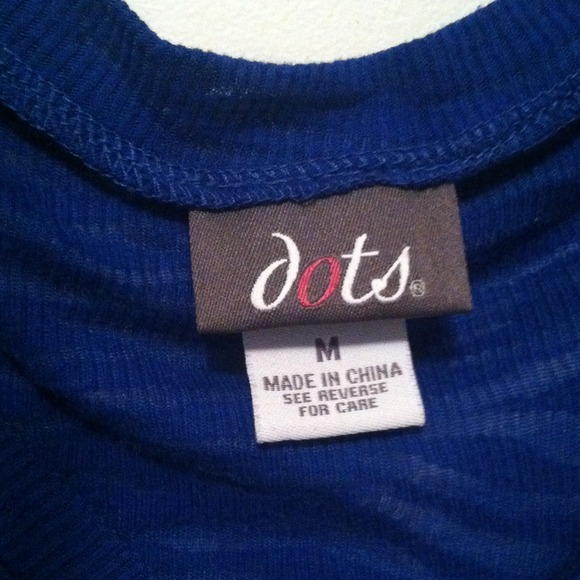 dots®
M
MADE IN CHINA
SEE REVERSE
FOR CARE